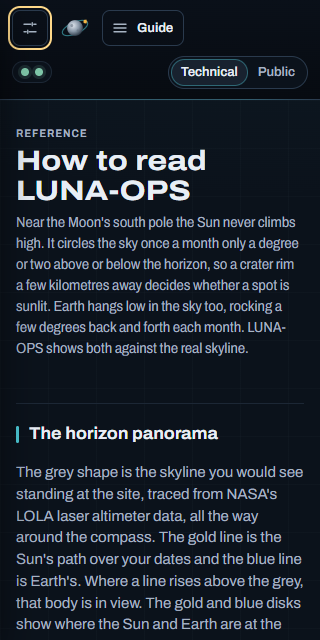 Guide
Technical
Public
REFERENCE
How to read
LUNA-OPS
Near the Moon's south pole the Sun never climbs
high. It circles the sky once a month only a degree
or two above or below the horizon, so a crater rim
a few kilometres away decides whether a spot is
sunlit. Earth hangs low in the sky too, rocking a
few degrees back and forth each month. LUNA-
OPS shows both against the real skyline.
The horizon panorama
The grey shape is the skyline you would see
standing at the site, traced from NASA's
LOLA laser altimeter data, all the way
around the compass. The gold line is the
Sun's path over your dates and the blue line
is Earth's. Where a line rises above the grey,
that body is in view. The gold and blue disks
show where the Sun and Earth are at the